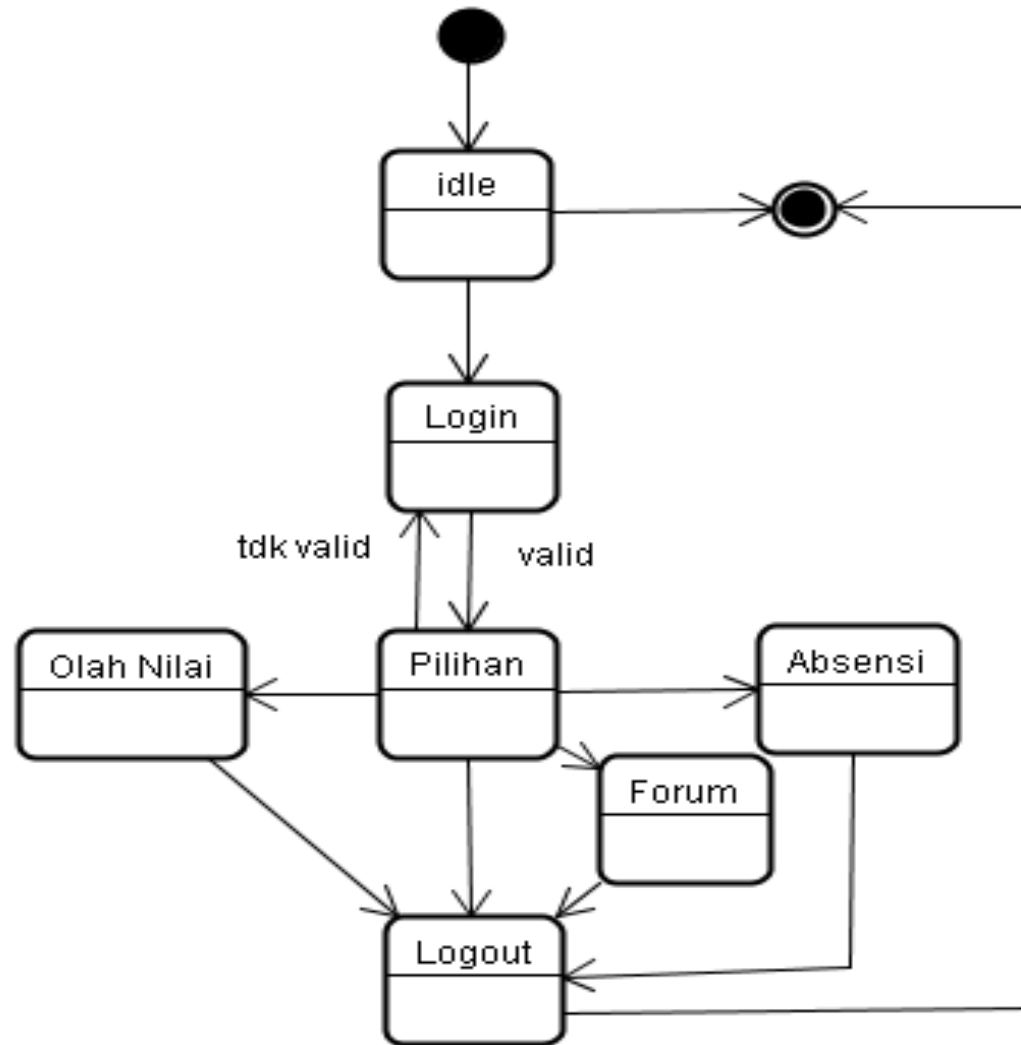 idle
Login
tdk valid
valid
Olah Nilai
Pilihan
Absensi
Forum
Logout